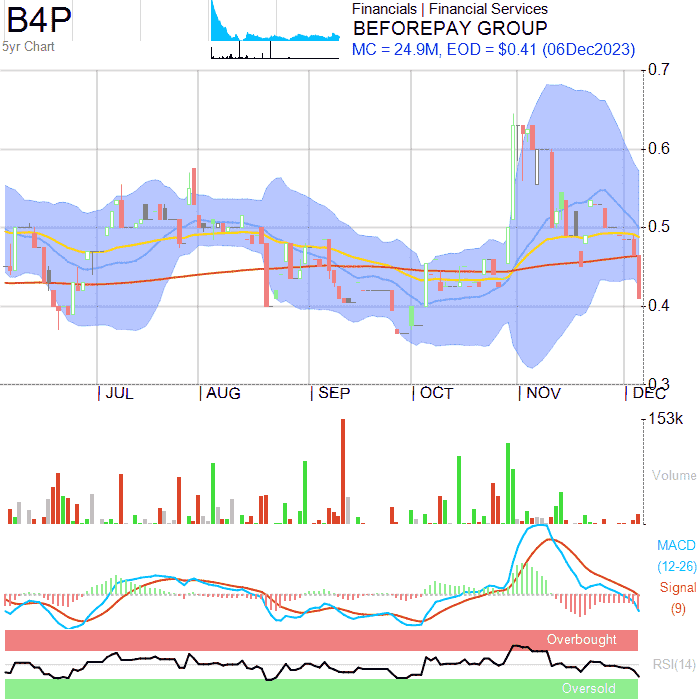 B4P
5yr Chart
Financials | Financial Services
BEFOREPAY GROUP
MC = 24.9M, EOD = $0.41 (06Dec2023)
0.7
0.6
0.5
0.4
0.3
JUL
AUG
SEP
OCT
NOV
DEC
153k
Volume
MACD
(12-26)
Signal
(9)
Overbought
RSI(14)
Oversold